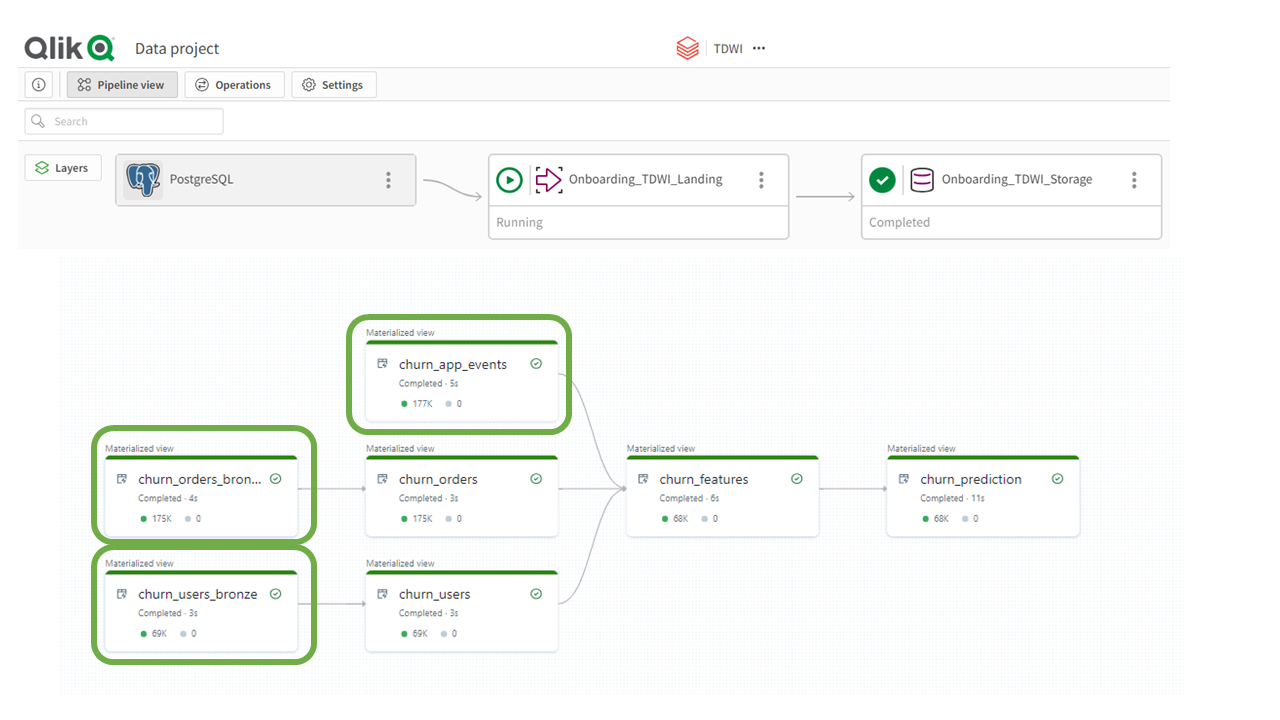 Qlik Data project TDWI ...
Pipeline view Operations Settings
Search
Layers PostgreSQL Onboarding_TDWI_Landing Onboarding_TDWI_Storage
Running Completed
Materialized view
churn_app_events
Completed · 5s
177K 0
Materialized view Materialized view Materialized view Materialized view
churn_orders_bron... churn_orders churn_features churn_prediction
Completed · 4s Completed · 3s Completed · 6s Completed · 11s
175K 0 175K 0 68K 0 68K 0
Materialized view Materialized view
churn_users_bronze churn_users
Completed · 3s Completed · 3s
69K 0 69K 0